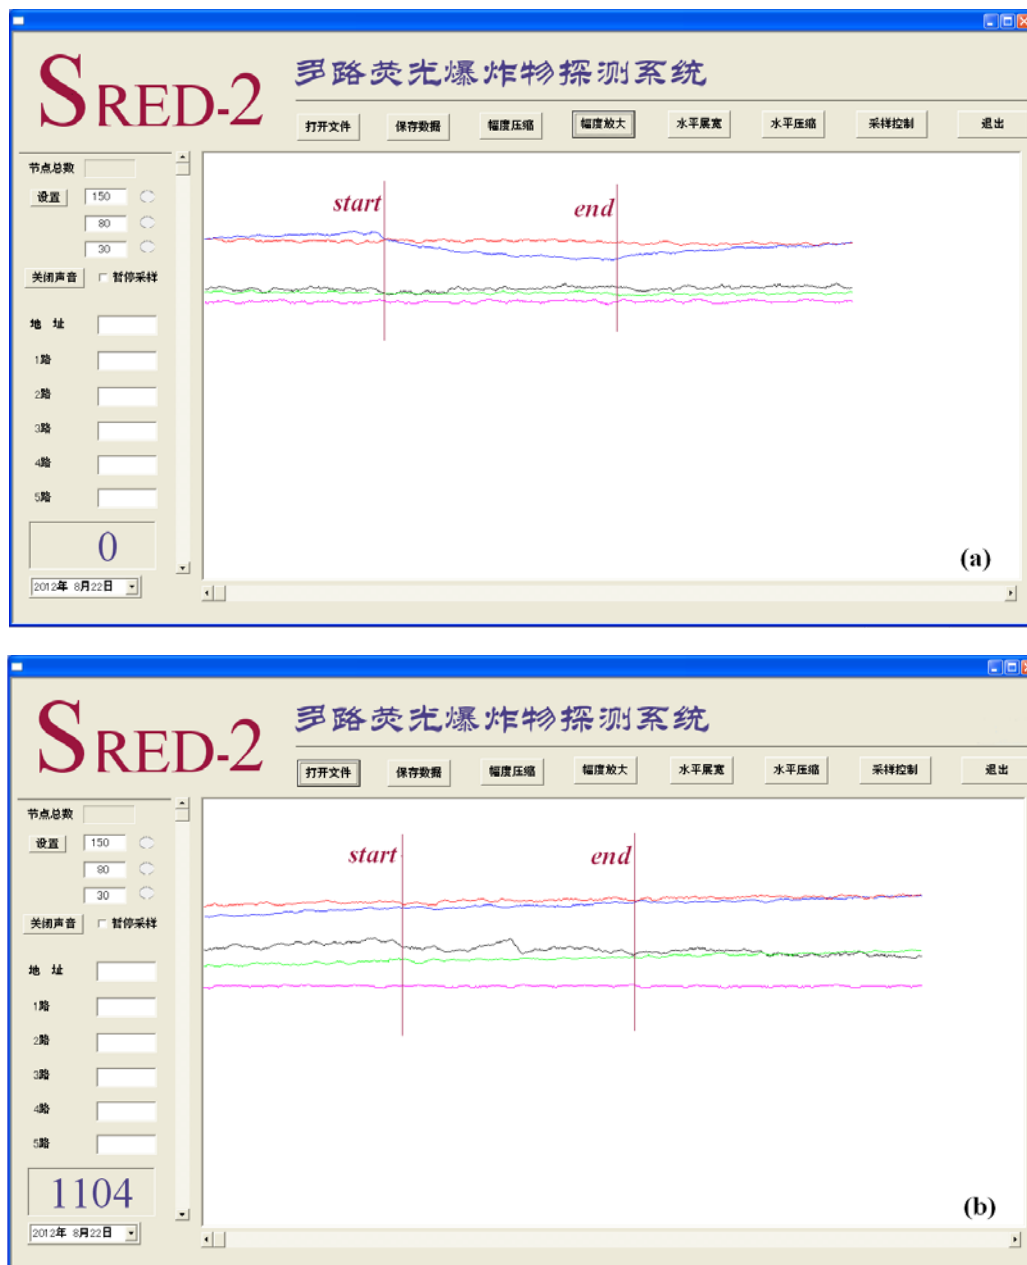 SRED-2
多路荧光爆炸物探测系统
打开文件 保存数据 幅度压缩 幅度放大 水平展宽 水平压缩 采样控制 退出
节点总数
设置 150
80
30
关闭声音 暂停采样
地 址
1路
2路
3路
4路
5路
0
2012年 8月22日
start
end
(a)
SRED-2
多路荧光爆炸物探测系统
打开文件 保存数据 幅度压缩 幅度放大 水平展宽 水平压缩 采样控制 退出
节点总数
设置 150
80
30
关闭声音 暂停采样
地 址
1路
2路
3路
4路
5路
1104
2012年 8月22日
start
end
(b)